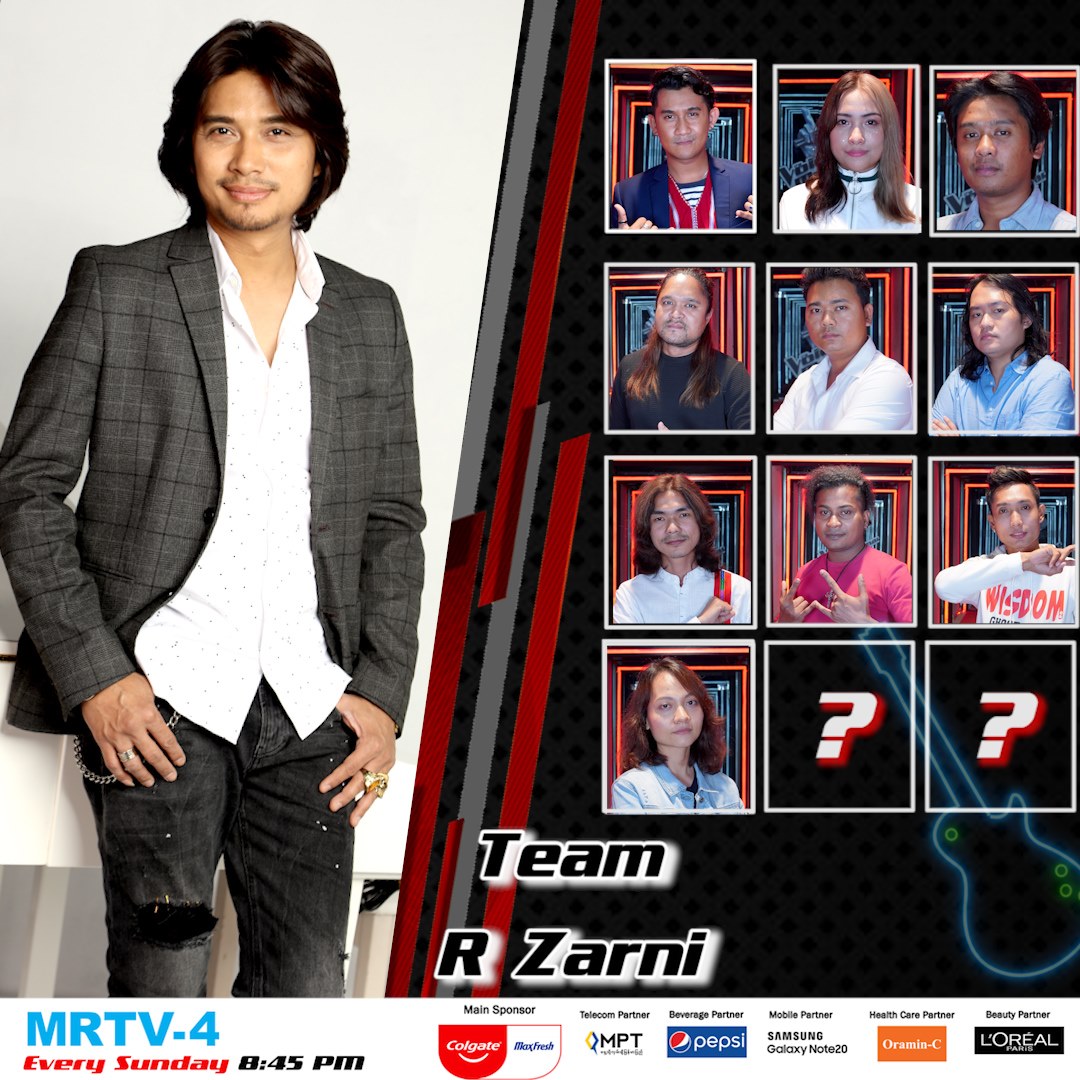 WISDOM
?
?
Team
R Zarni
MRTV-4
Every Sunday 8:45 PM
Main Sponsor
Colgate MaxFresh
Telecom Partner
MPT
Beverage Partner
pepsi
Mobile Partner
SAMSUNG
Galaxy Note20
Health Care Partner
Oramin-C
Beauty Partner
L'ORÉAL
PARIS